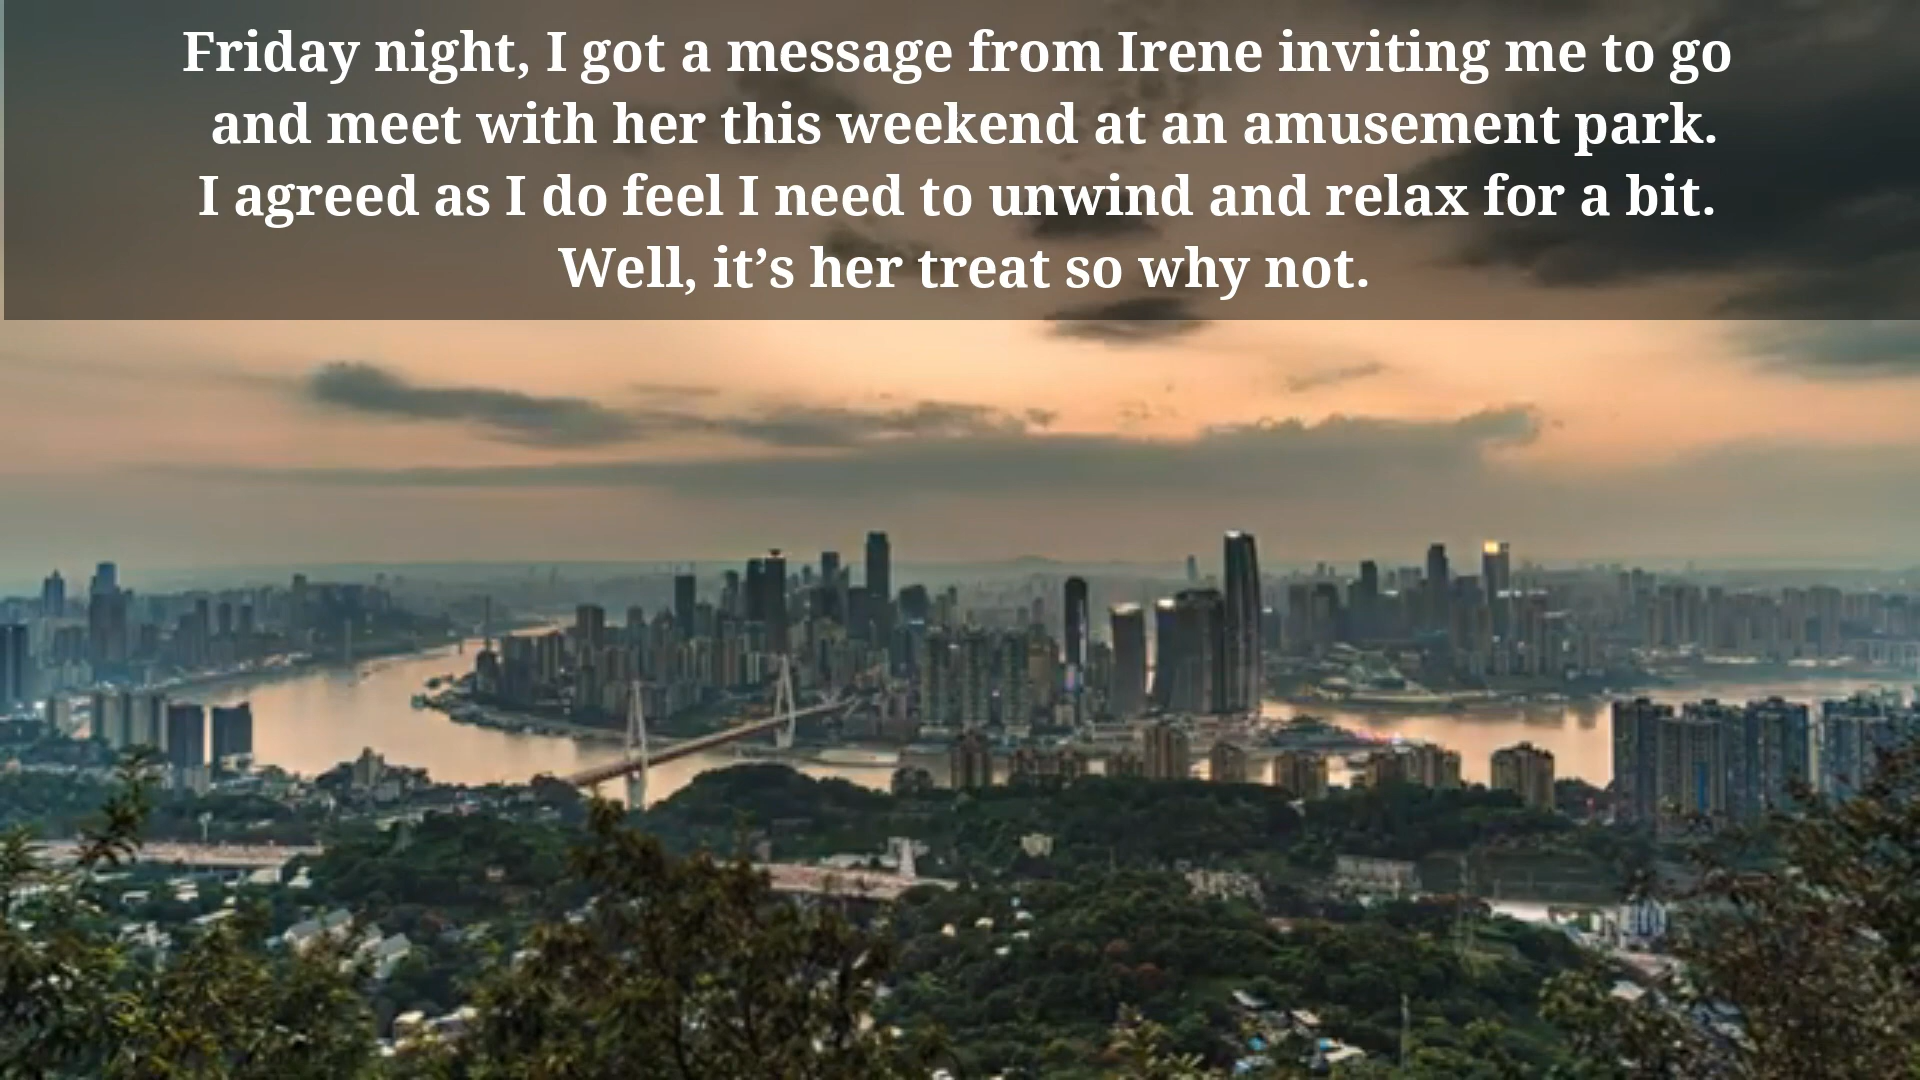 Friday night, I got a message from Irene inviting me to go
and meet with her this weekend at an amusement park.
I agreed as I do feel I need to unwind and relax for a bit.
Well, it’s her treat so why not.